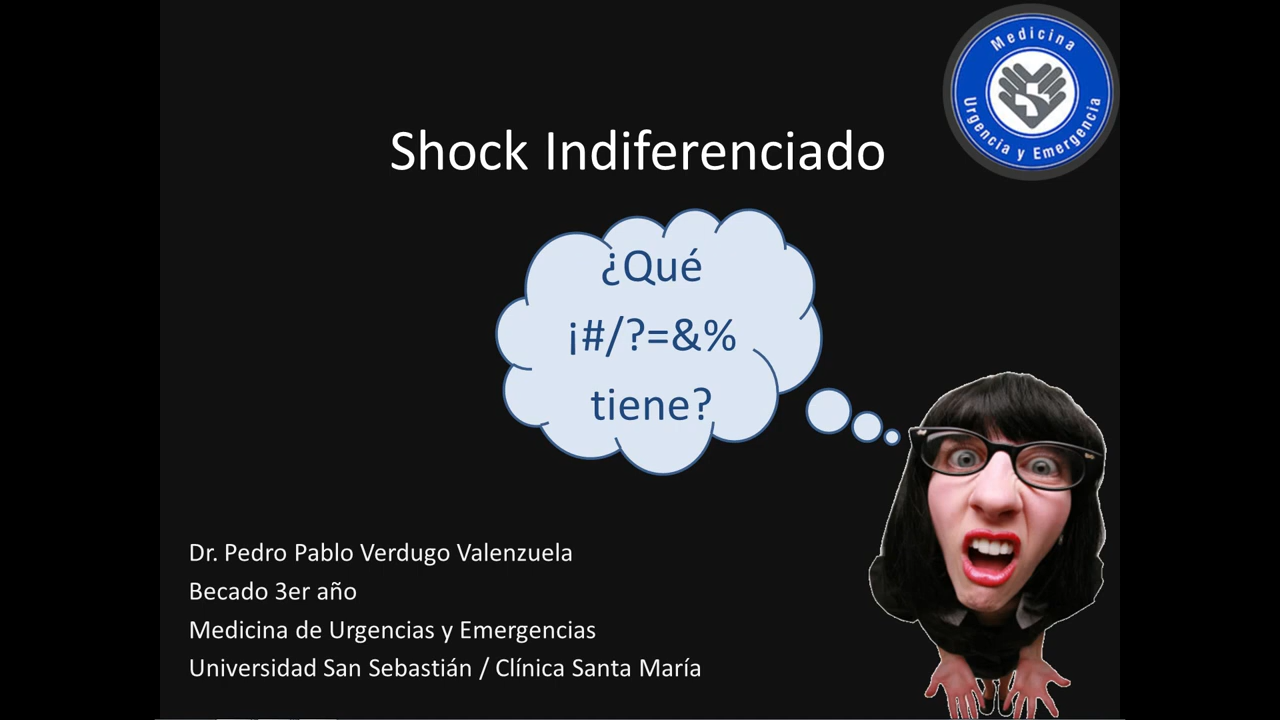 Medicina
Urgencia y Emergencia
Shock Indiferenciado
¿Qué
¡#/?=&%
tiene?
Dr. Pedro Pablo Verdugo Valenzuela
Becado 3er año
Medicina de Urgencias y Emergencias
Universidad San Sebastián / Clínica Santa María